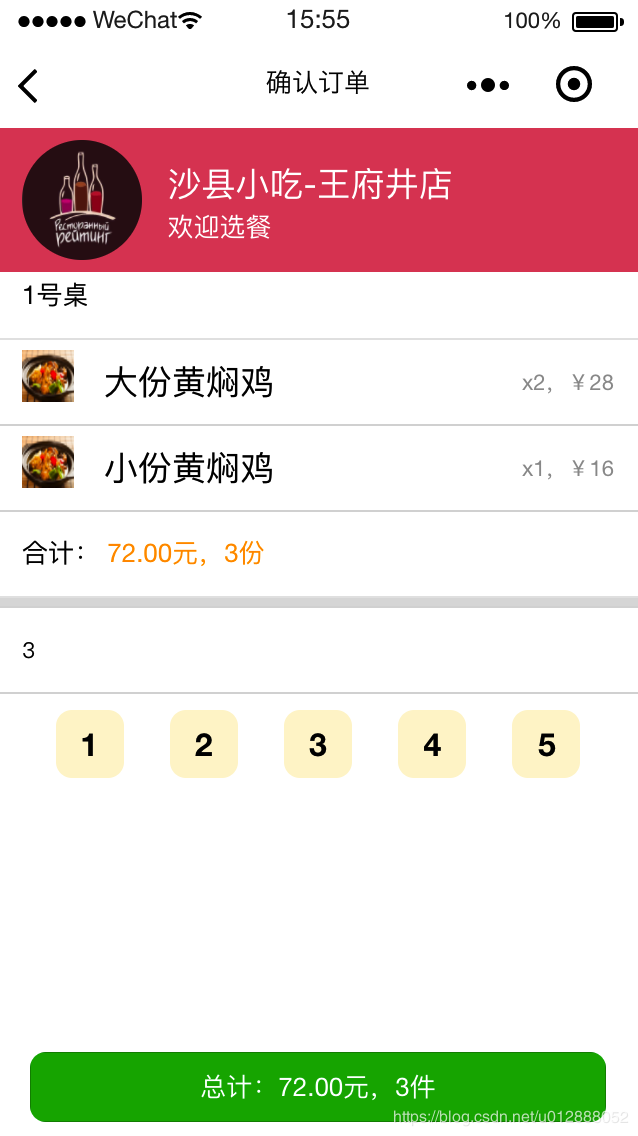 WeChat 15:55 100%
确认订单
沙县小吃-王府井店
欢迎选餐
Рестуранный
рейтинг
1号桌
大份黄焖鸡 x2，￥28
小份黄焖鸡 x1，￥16
合计： 72.00元，3份
3
1 2 3 4 5
总计：72.00元，3件
https://blog.csdn.net/u012888052